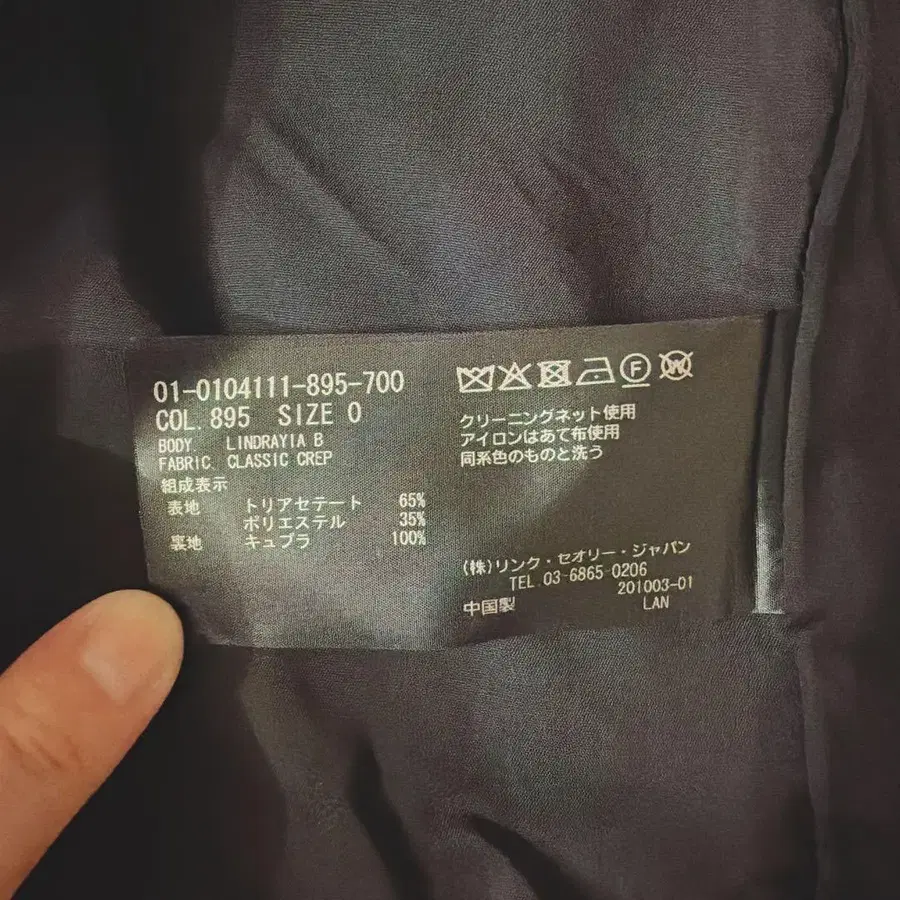 01-0104111-895-700
COL. 895 SIZE 0
BODY. LINDRAYIA B
FABRIC. CLASSIC CREP
組成表示
表地 トリアセテート 65%
ポリエステル 35%
裏地 キュプラ 100%
F W
クリーニングネット使用
アイロンはあて布使用
同系色のものと洗う
(株)リンク・セオリー・ジャパン
TEL.03-6865-0206
201003-01
中国製 LAN